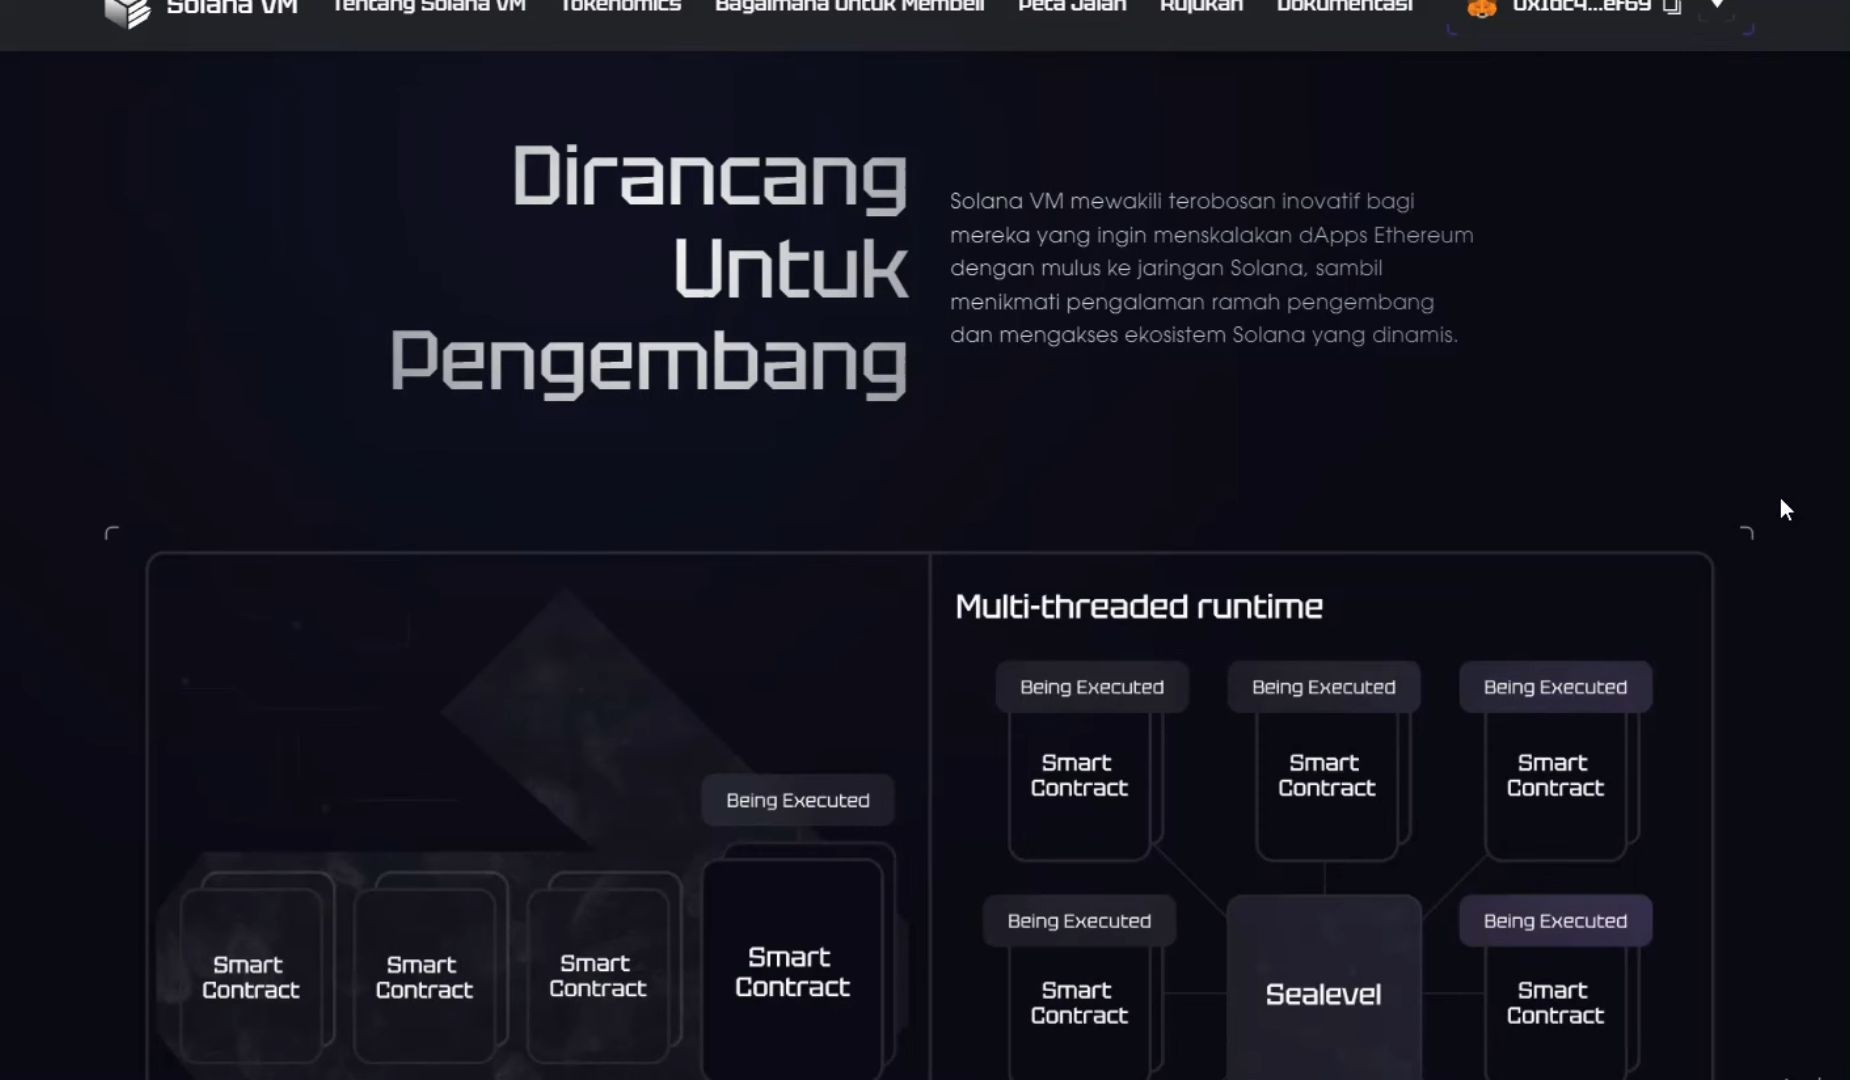 Solana VM
Tentang Solana VM
Tokenomics
Bagaimana Untuk Membeli
Peta Jalan
Rujukan
Dokumentasi
0x1dc4...ef69
Dirancang
Untuk
Pengembang
Solana VM mewakili terobosan inovatif bagi
mereka yang ingin menskalakan dApps Ethereum
dengan mulus ke jaringan Solana, sambil
menikmati pengalaman ramah pengembang
dan mengakses ekosistem Solana yang dinamis.
Being Executed
Smart
Contract
Smart
Contract
Smart
Contract
Smart
Contract
Multi-threaded runtime
Being Executed
Being Executed
Being Executed
Smart
Contract
Smart
Contract
Smart
Contract
Being Executed
Being Executed
Smart
Contract
Sealevel
Smart
Contract